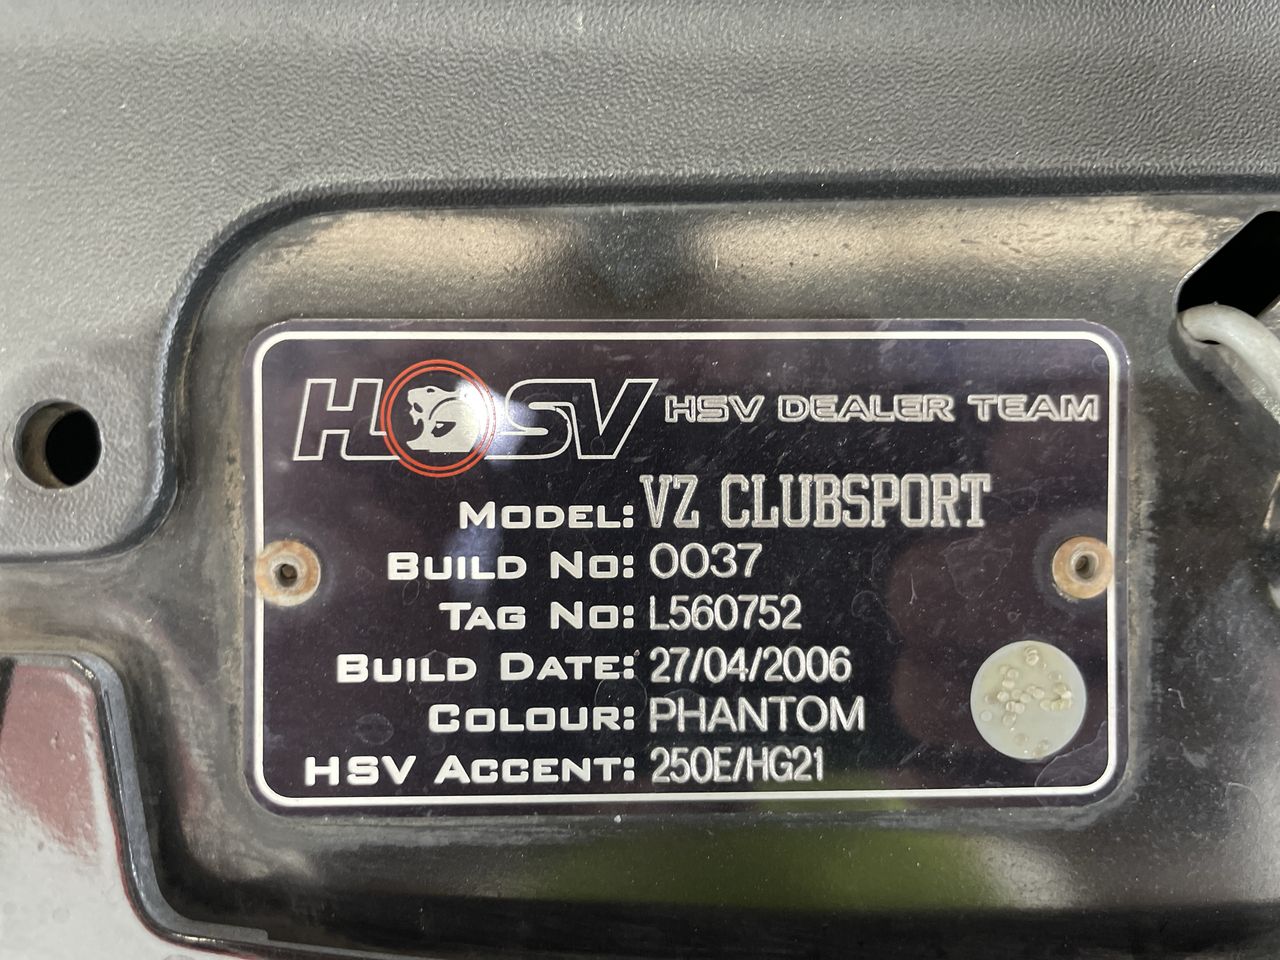 HSV HSV DEALER TEAM
MODEL: VZ CLUBSPORT
BUILD NO: 0037
TAG NO: L560752
BUILD DATE: 27/04/2006
COLOUR: PHANTOM
HSV ACCENT: 250E/HG21